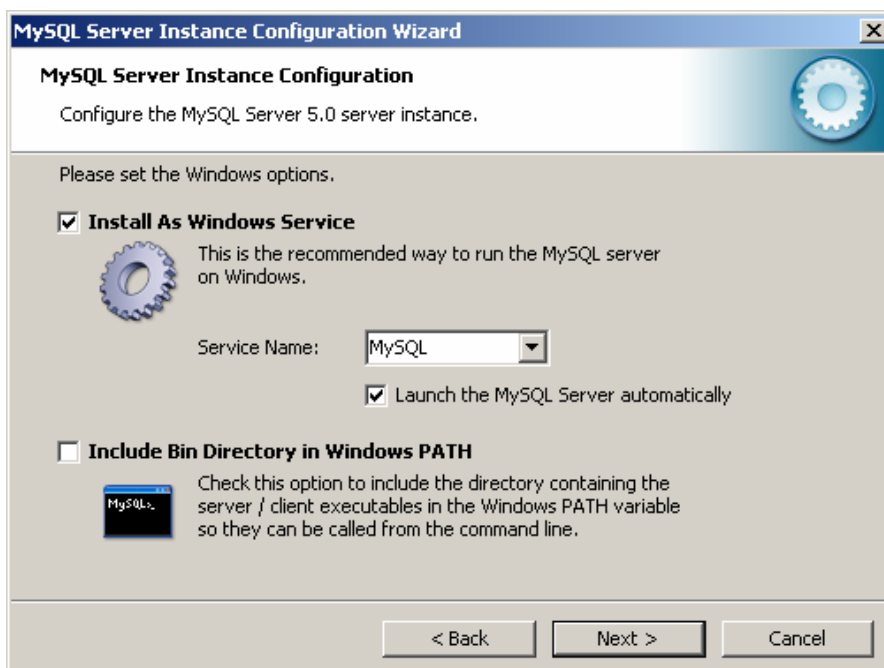 MySQL Server Instance Configuration Wizard
MySQL Server Instance Configuration
Configure the MySQL Server 5.0 server instance.
Please set the Windows options.
Install As Windows Service
This is the recommended way to run the MySQL server
on Windows.
Service Name:
MySQL
Launch the MySQL Server automatically
Include Bin Directory in Windows PATH
Check this option to include the directory containing the
server / client executables in the Windows PATH variable
so they can be called from the command line.
MySQL>_
< Back
Next >
Cancel